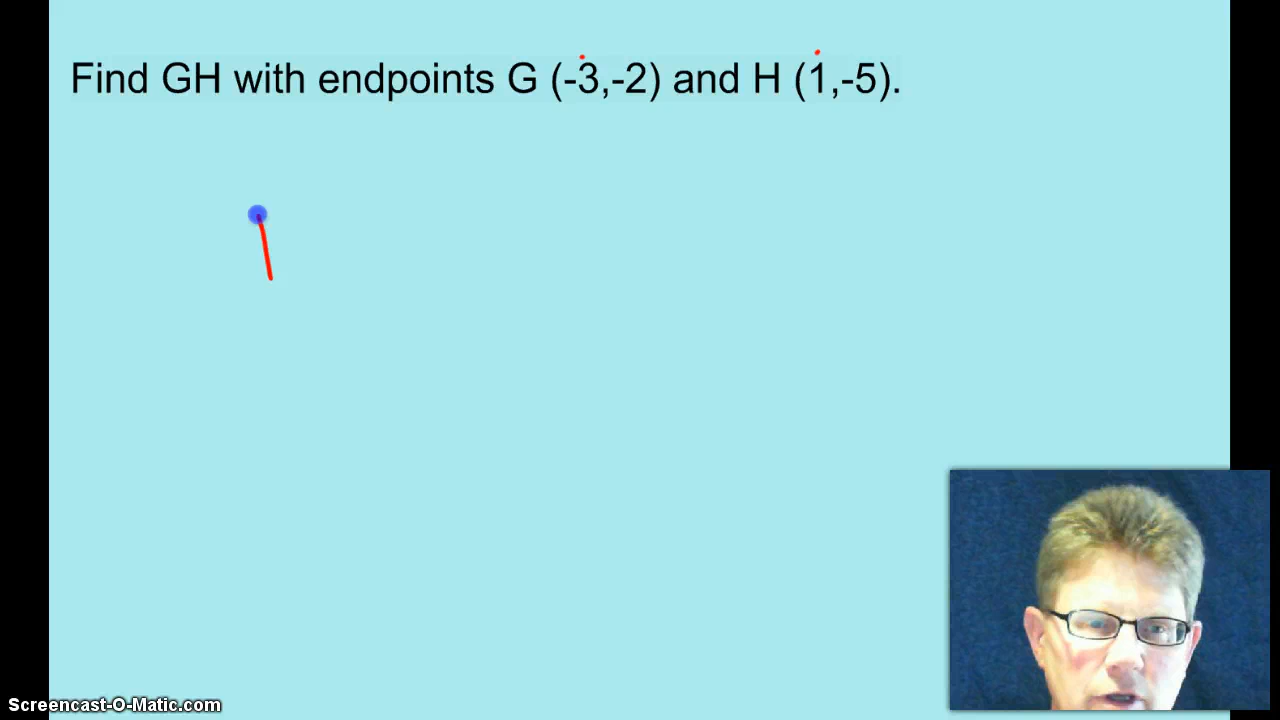 Find GH with endpoints G (-3,-2) and H (1,-5).
Screencast-O-Matic.com